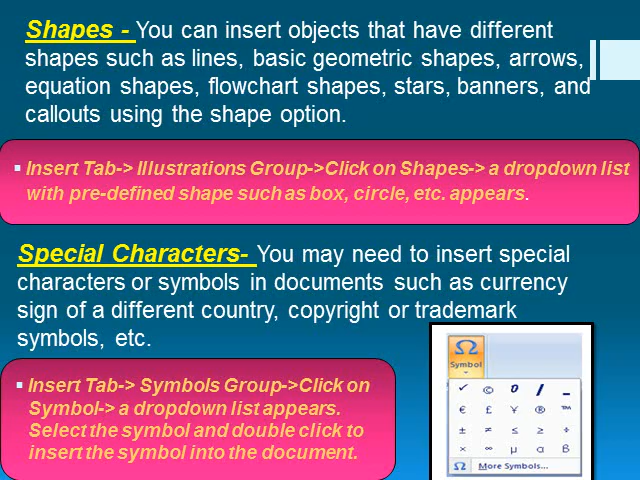 Shapes - You can insert objects that have different
shapes such as lines, basic geometric shapes, arrows,
equation shapes, flowchart shapes, stars, banners, and
callouts using the shape option.
▪ Insert Tab-> Illustrations Group->Click on Shapes-> a dropdown list
with pre-defined shape such as box, circle, etc. appears.
Special Characters- You may need to insert special
characters or symbols in documents such as currency
sign of a different country, copyright or trademark
symbols, etc.
▪ Insert Tab-> Symbols Group->Click on
Symbol-> a dropdown list appears.
Select the symbol and double click to
insert the symbol into the document.
Ω
Symbol
✓ © 0 / _
€ £ ¥ ® ™
± ≠ ≤ ≥ ÷
× ∞ µ α β
Ω More Symbols...